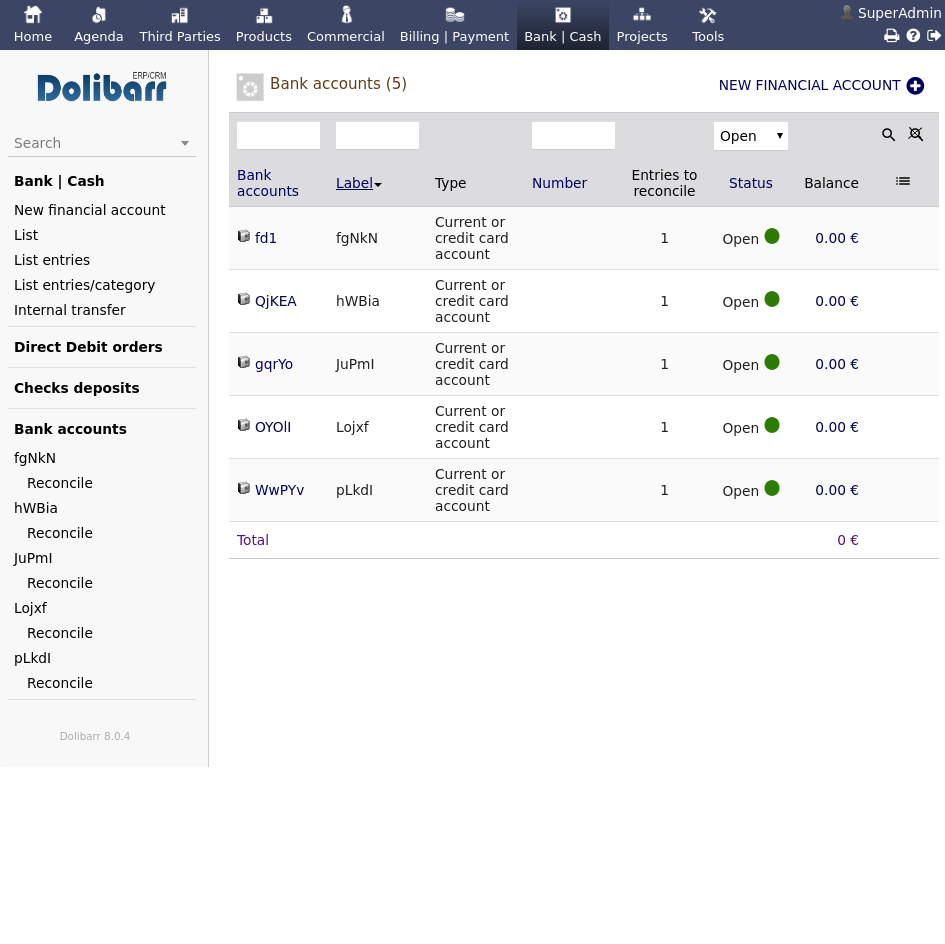 Home Agenda Third Parties Products Commercial Billing | Payment Bank | Cash Projects Tools
SuperAdmin
Dolibarr ERP/CRM
Search
Bank | Cash
New financial account
List
List entries
List entries/category
Internal transfer
Direct Debit orders
Checks deposits
Bank accounts
fgNkN
Reconcile
hWBia
Reconcile
JuPmI
Reconcile
Lojxf
Reconcile
pLkdI
Reconcile
Dolibarr 8.0.4
Bank accounts (5)
NEW FINANCIAL ACCOUNT
Open
Bank accounts Label Type Number Entries to reconcile Status Balance
fd1 fgNkN Current or credit card account 1 Open 0.00 €
QjKEA hWBia Current or credit card account 1 Open 0.00 €
gqrYo JuPmI Current or credit card account 1 Open 0.00 €
OYOlI Lojxf Current or credit card account 1 Open 0.00 €
WwPYv pLkdI Current or credit card account 1 Open 0.00 €
Total 0 €